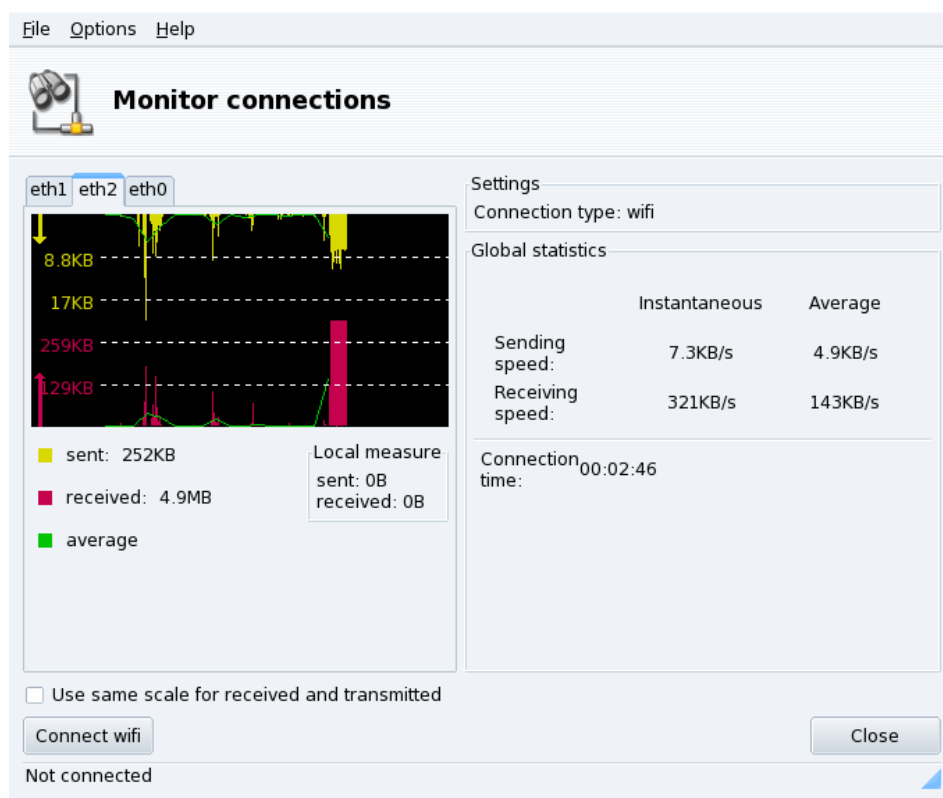 File Options Help
Monitor connections
eth1 eth2 eth0
8.8KB
17KB
259KB
129KB
sent: 252KB
received: 4.9MB
average
Local measure
sent: 0B
received: 0B
Settings
Connection type: wifi
Global statistics
Instantaneous Average
Sending
speed: 7.3KB/s 4.9KB/s
Receiving
speed: 321KB/s 143KB/s
Connection
time: 00:02:46
Use same scale for received and transmitted
Connect wifi
Close
Not connected